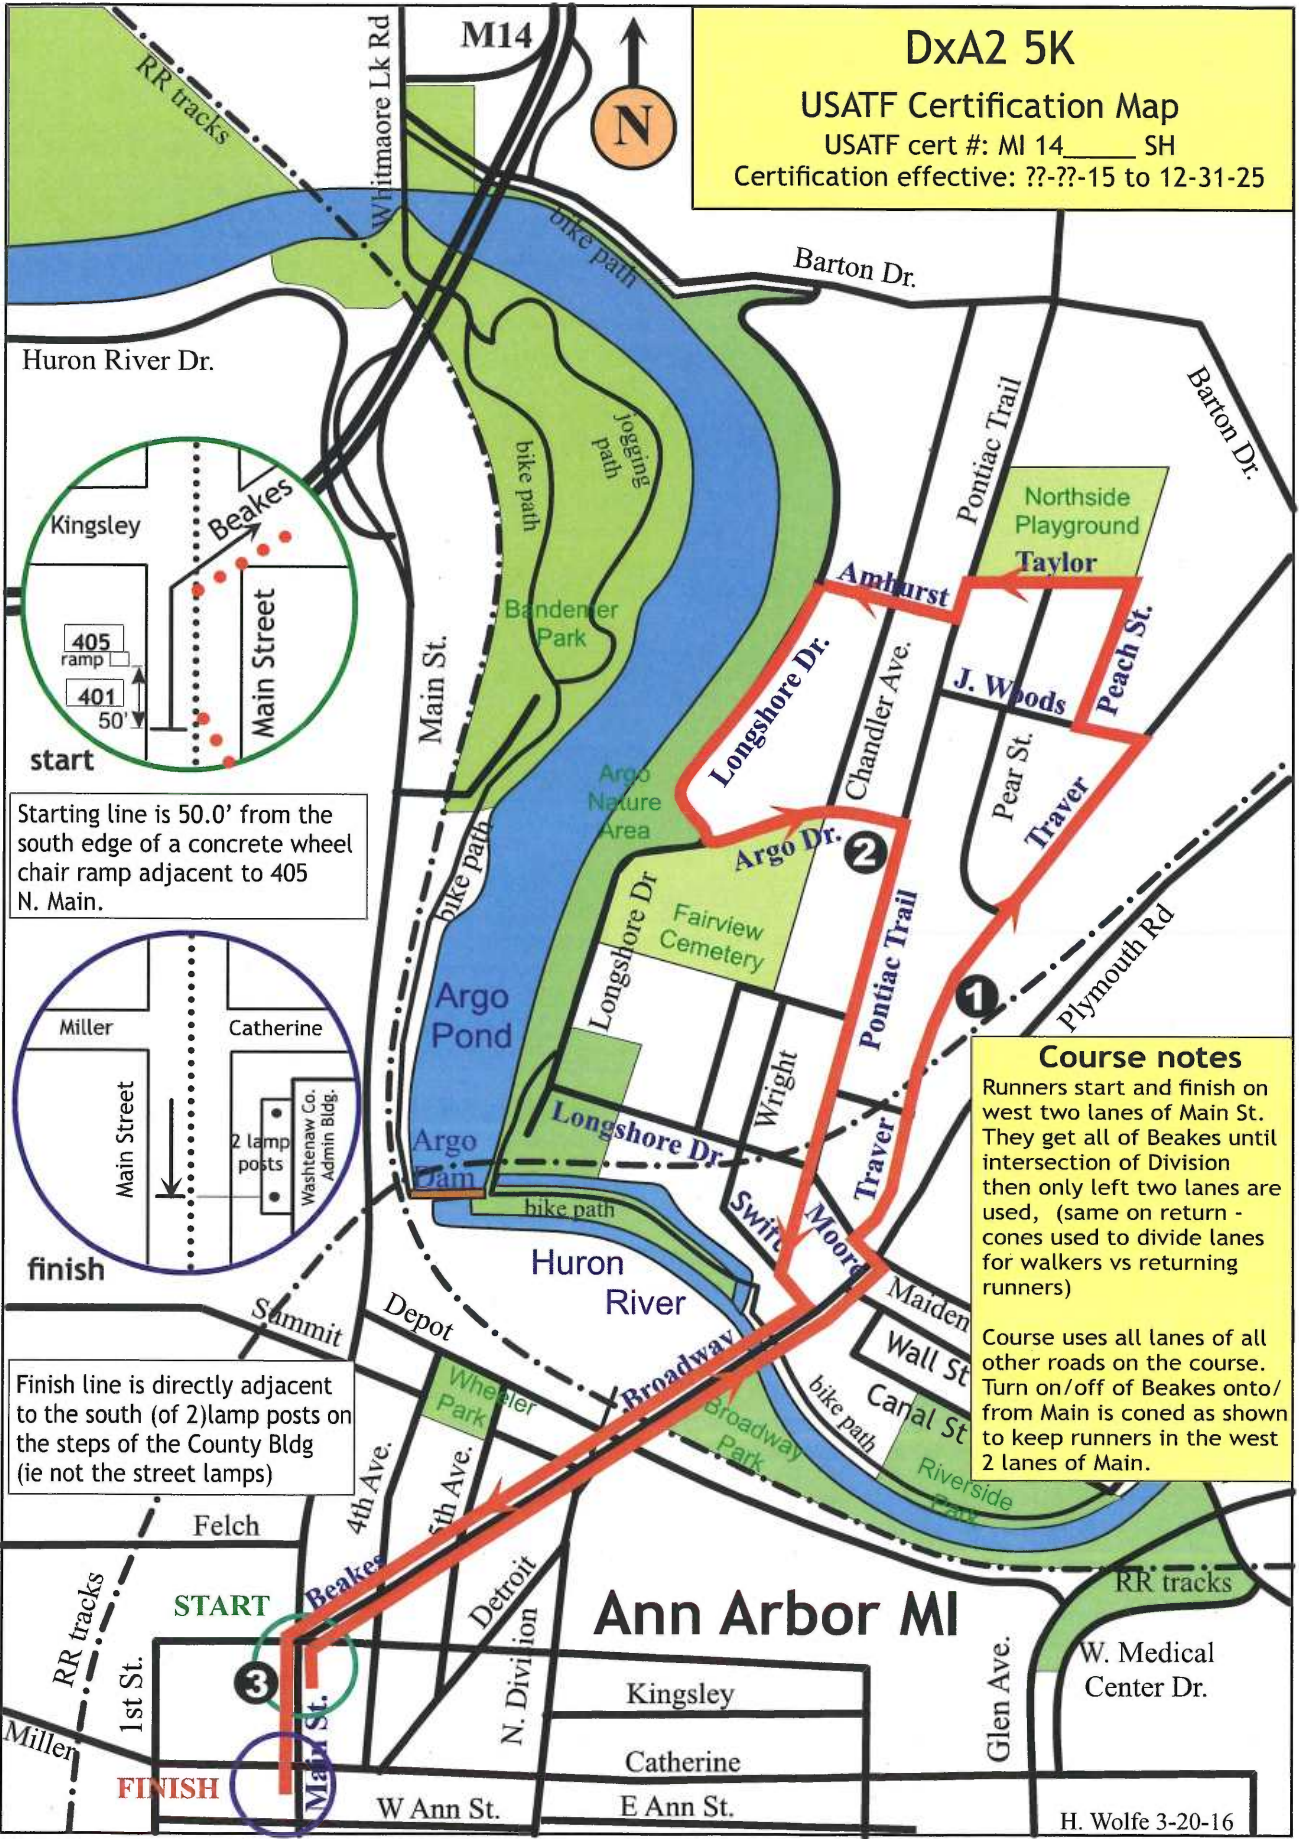 DxA2 5K
USATF Certification Map
USATF cert #: MI 14_____ SH
Certification effective: ??-??-15 to 12-31-25
M14
N
RR tracks
Whitmaore Lk Rd
bike path
Barton Dr.
Huron River Dr.
Barton Dr.
Pontiac Trail
jogging
path
bike path
Northside
Playground
Taylor
Amhurst
Kingsley
Beakes
405
ramp
401
50'
Main Street
start
Bandemer
Park
Main St.
Longshore Dr.
Chandler Ave.
J. Woods
Peach St.
Pear St.
Traver
Argo
Nature
Area
Argo Dr.
2
Starting line is 50.0' from the
south edge of a concrete wheel
chair ramp adjacent to 405
N. Main.
bike path
Longshore Dr
Fairview
Cemetery
Pontiac Trail
1
Plymouth Rd
Miller
Catherine
Main Street
2 lamp
posts
Washtenaw Co.
Admin Bldg.
finish
Argo
Pond
Wright
Longshore Dr.
Argo
Dam
Traver
bike path
Swift
Moore
Huron
River
Course notes
Runners start and finish on
west two lanes of Main St.
They get all of Beakes until
intersection of Division
then only left two lanes are
used, (same on return -
cones used to divide lanes
for walkers vs returning
runners)
Course uses all lanes of all
other roads on the course.
Turn on/off of Beakes onto/
from Main is coned as shown
to keep runners in the west
2 lanes of Main.
Summit
Depot
Maiden
Wall St
Canal St
Broadway
bike path
Finish line is directly adjacent
to the south (of 2)lamp posts on
the steps of the County Bldg
(ie not the street lamps)
Wheeler
Park
Broadway
Park
Riverside
Park
4th Ave.
5th Ave.
Felch
Beakes
Detroit
RR tracks
START
Ann Arbor MI
RR tracks
1st St.
3
N. Division
Kingsley
Glen Ave.
W. Medical
Center Dr.
Miller
Main St.
Catherine
FINISH
W Ann St.
E Ann St.
H. Wolfe 3-20-16